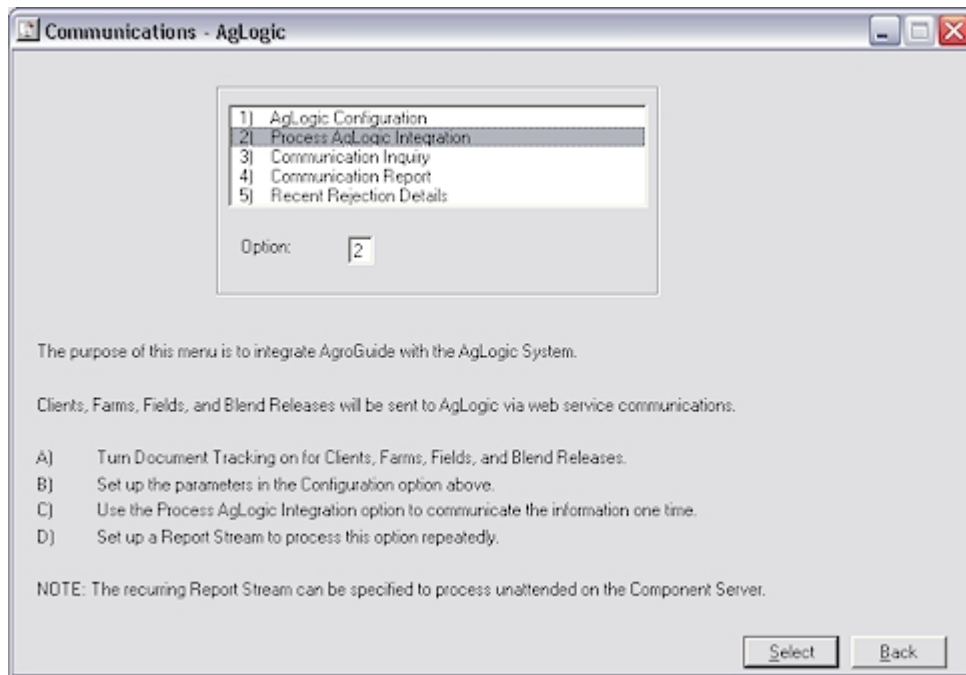 Communications - AgLogic
1) AgLogic Configuration
2) Process AgLogic Integration
3) Communication Inquiry
4) Communication Report
5) Recent Rejection Details
Option: 2
The purpose of this menu is to integrate AgroGuide with the AgLogic System.
Clients, Farms, Fields, and Blend Releases will be sent to AgLogic via web service communications.
A) Turn Document Tracking on for Clients, Farms, Fields, and Blend Releases.
B) Set up the parameters in the Configuration option above.
C) Use the Process AgLogic Integration option to communicate the information one time.
D) Set up a Report Stream to process this option repeatedly.
NOTE: The recurring Report Stream can be specified to process unattended on the Component Server.
Select Back